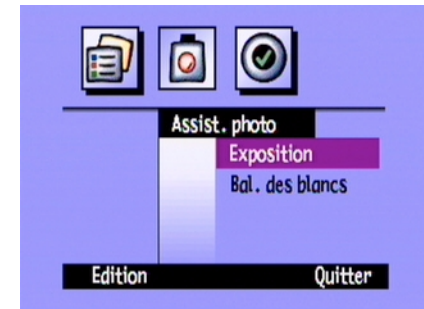 Assist. photo
Exposition
Bal. des blancs
Edition Quitter